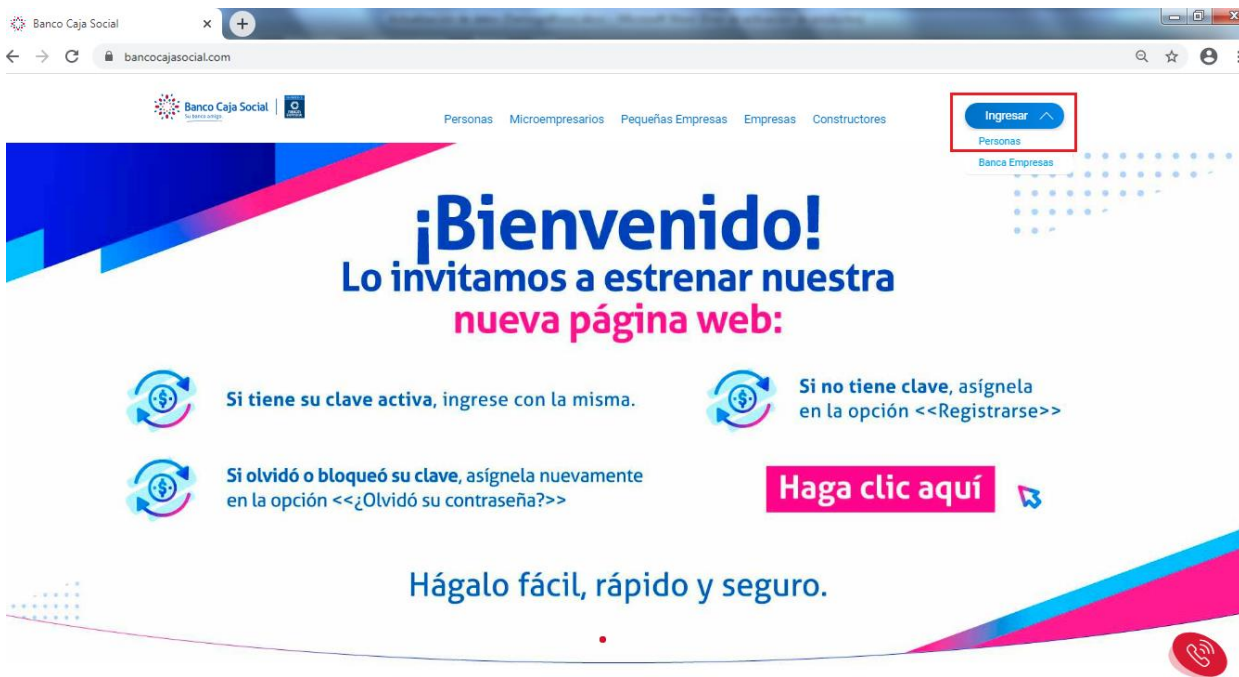 Banco Caja Social
bancocajasocial.com
Banco Caja Social
Su banco amigo
Personas Microempresarios Pequeñas Empresas Empresas Constructores
Ingresar
Personas
Banca Empresas
¡Bienvenido!
Lo invitamos a estrenar nuestra
nueva página web:
Si tiene su clave activa, ingrese con la misma.
Si no tiene clave, asígnela
en la opción <<Registrarse>>
Si olvidó o bloqueó su clave, asígnela nuevamente
en la opción <<¿Olvidó su contraseña?>>
Haga clic aquí
Hágalo fácil, rápido y seguro.